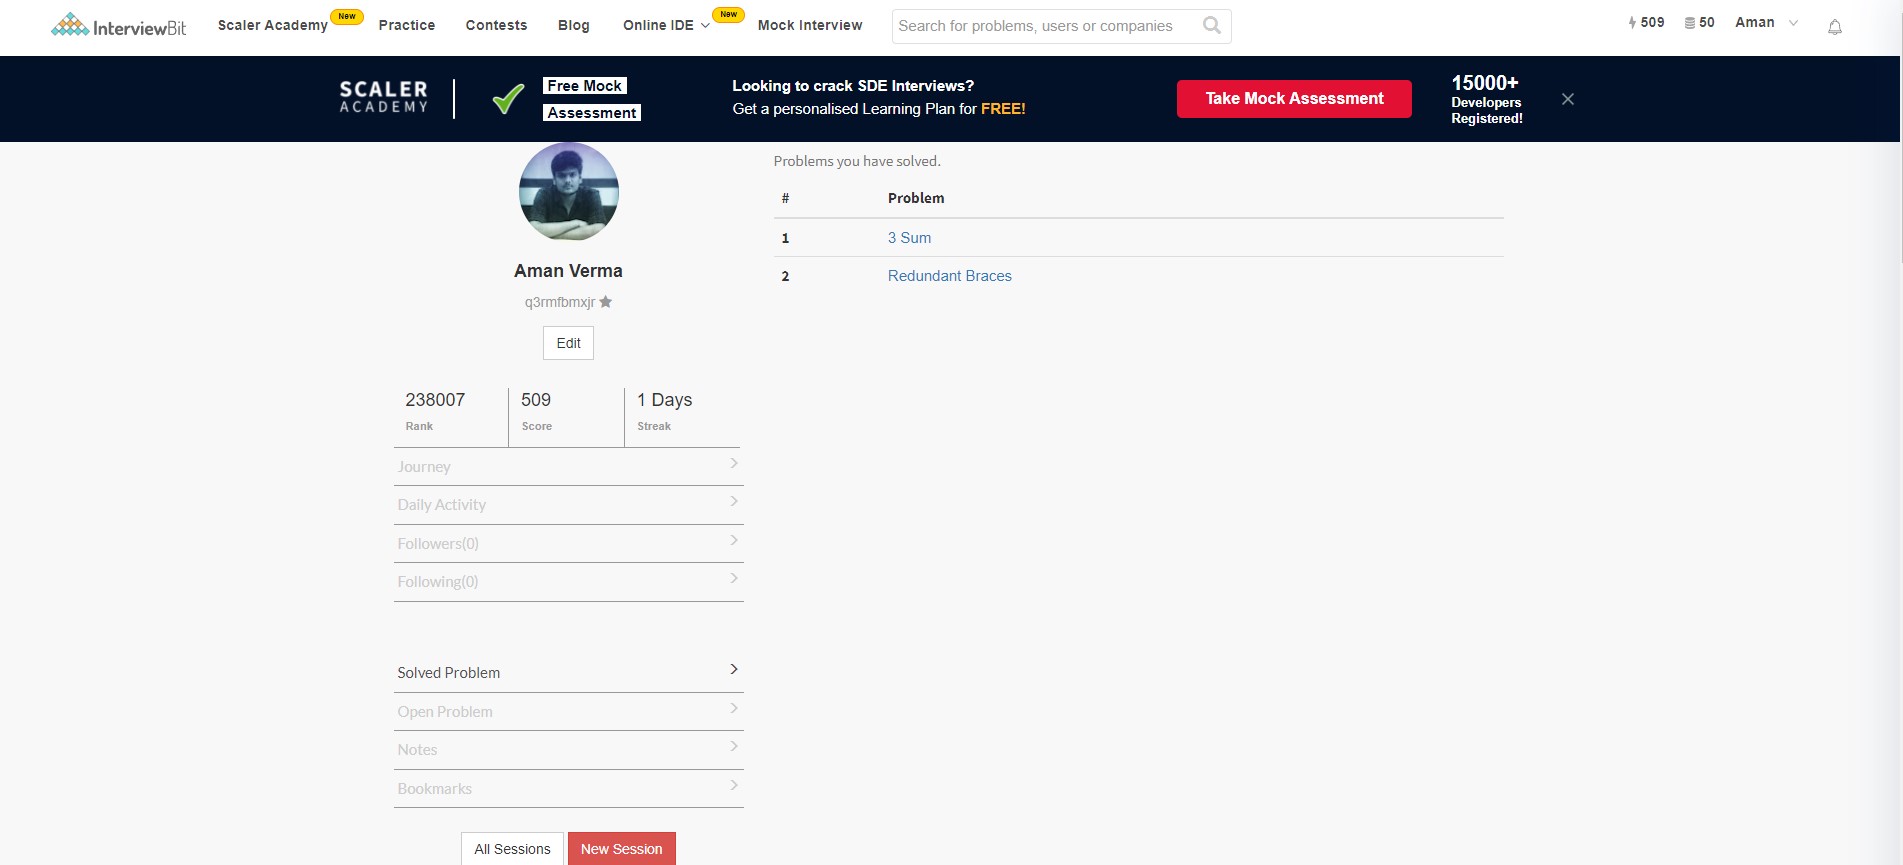 InterviewBit
Scaler Academy New
Practice
Contests
Blog
Online IDE New
Mock Interview
Search for problems, users or companies
509
50
Aman
SCALER
ACADEMY
Free Mock
Assessment
Looking to crack SDE Interviews?
Get a personalised Learning Plan for FREE!
Take Mock Assessment
15000+
Developers
Registered!
Aman Verma
q3rmfbmxjr
Edit
238007 509 1 Days
Rank Score Streak
Journey
Daily Activity
Followers(0)
Following(0)
Solved Problem
Open Problem
Notes
Bookmarks
All Sessions New Session
Problems you have solved.
# Problem
1 3 Sum
2 Redundant Braces